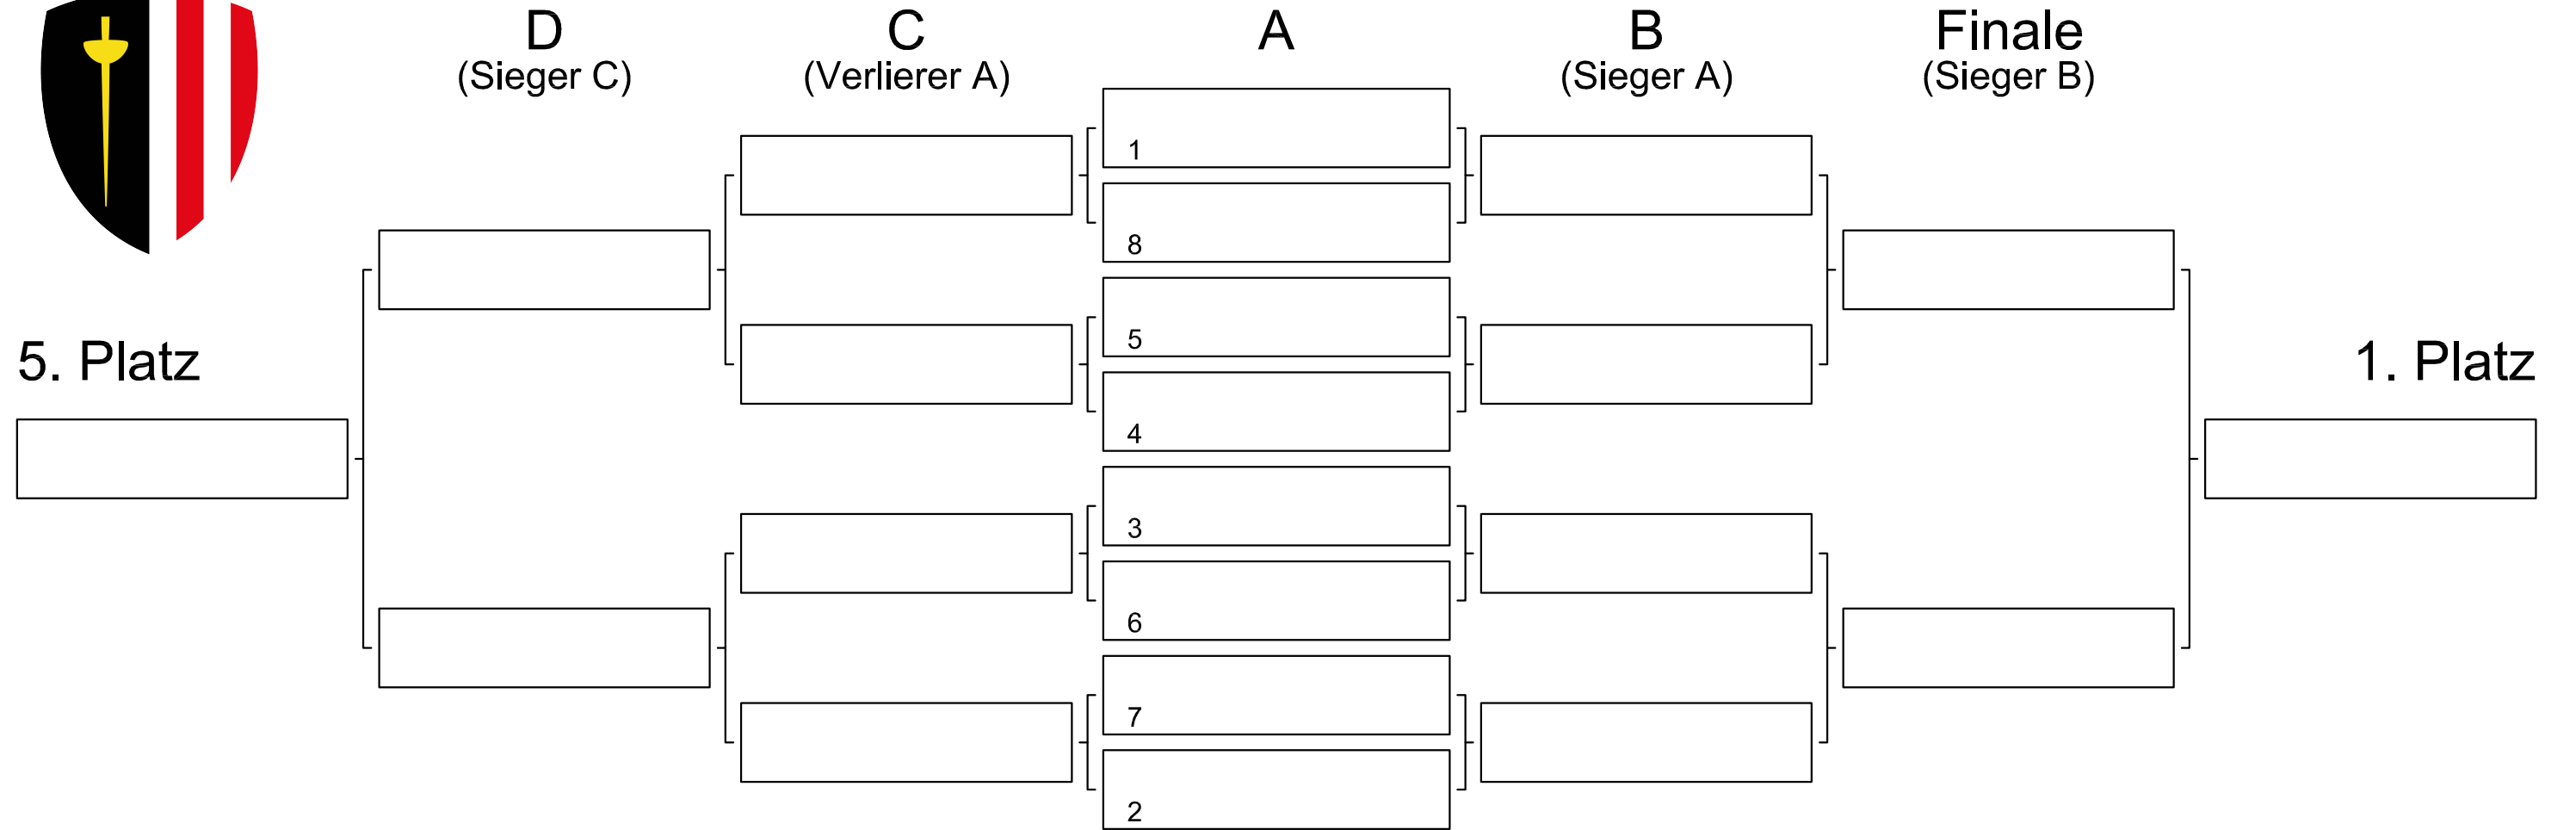 D
(Sieger C)
C
(Verlierer A)
A
B
(Sieger A)
Finale
(Sieger B)
1
8
5
4
3
6
7
2
5. Platz
1. Platz